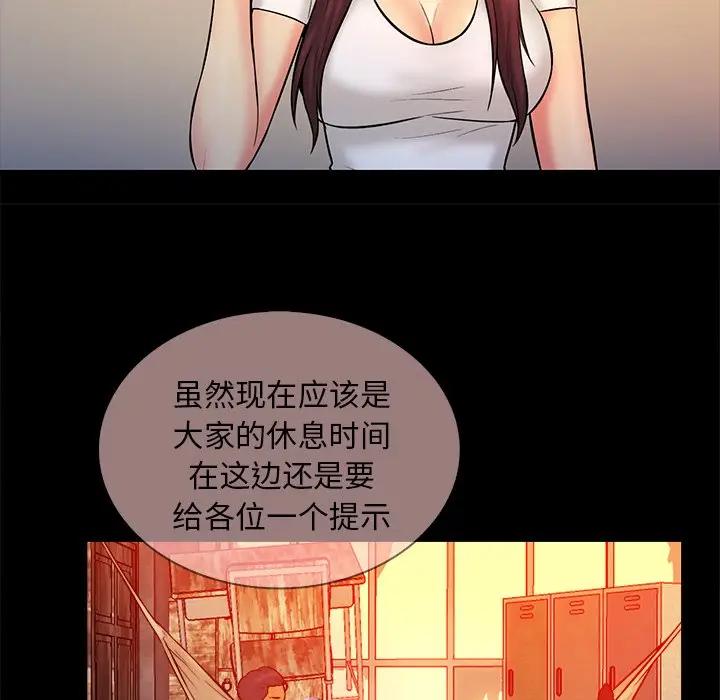 虽然现在应该是
大家的休息时间
在这边还是要
给各位一个提示